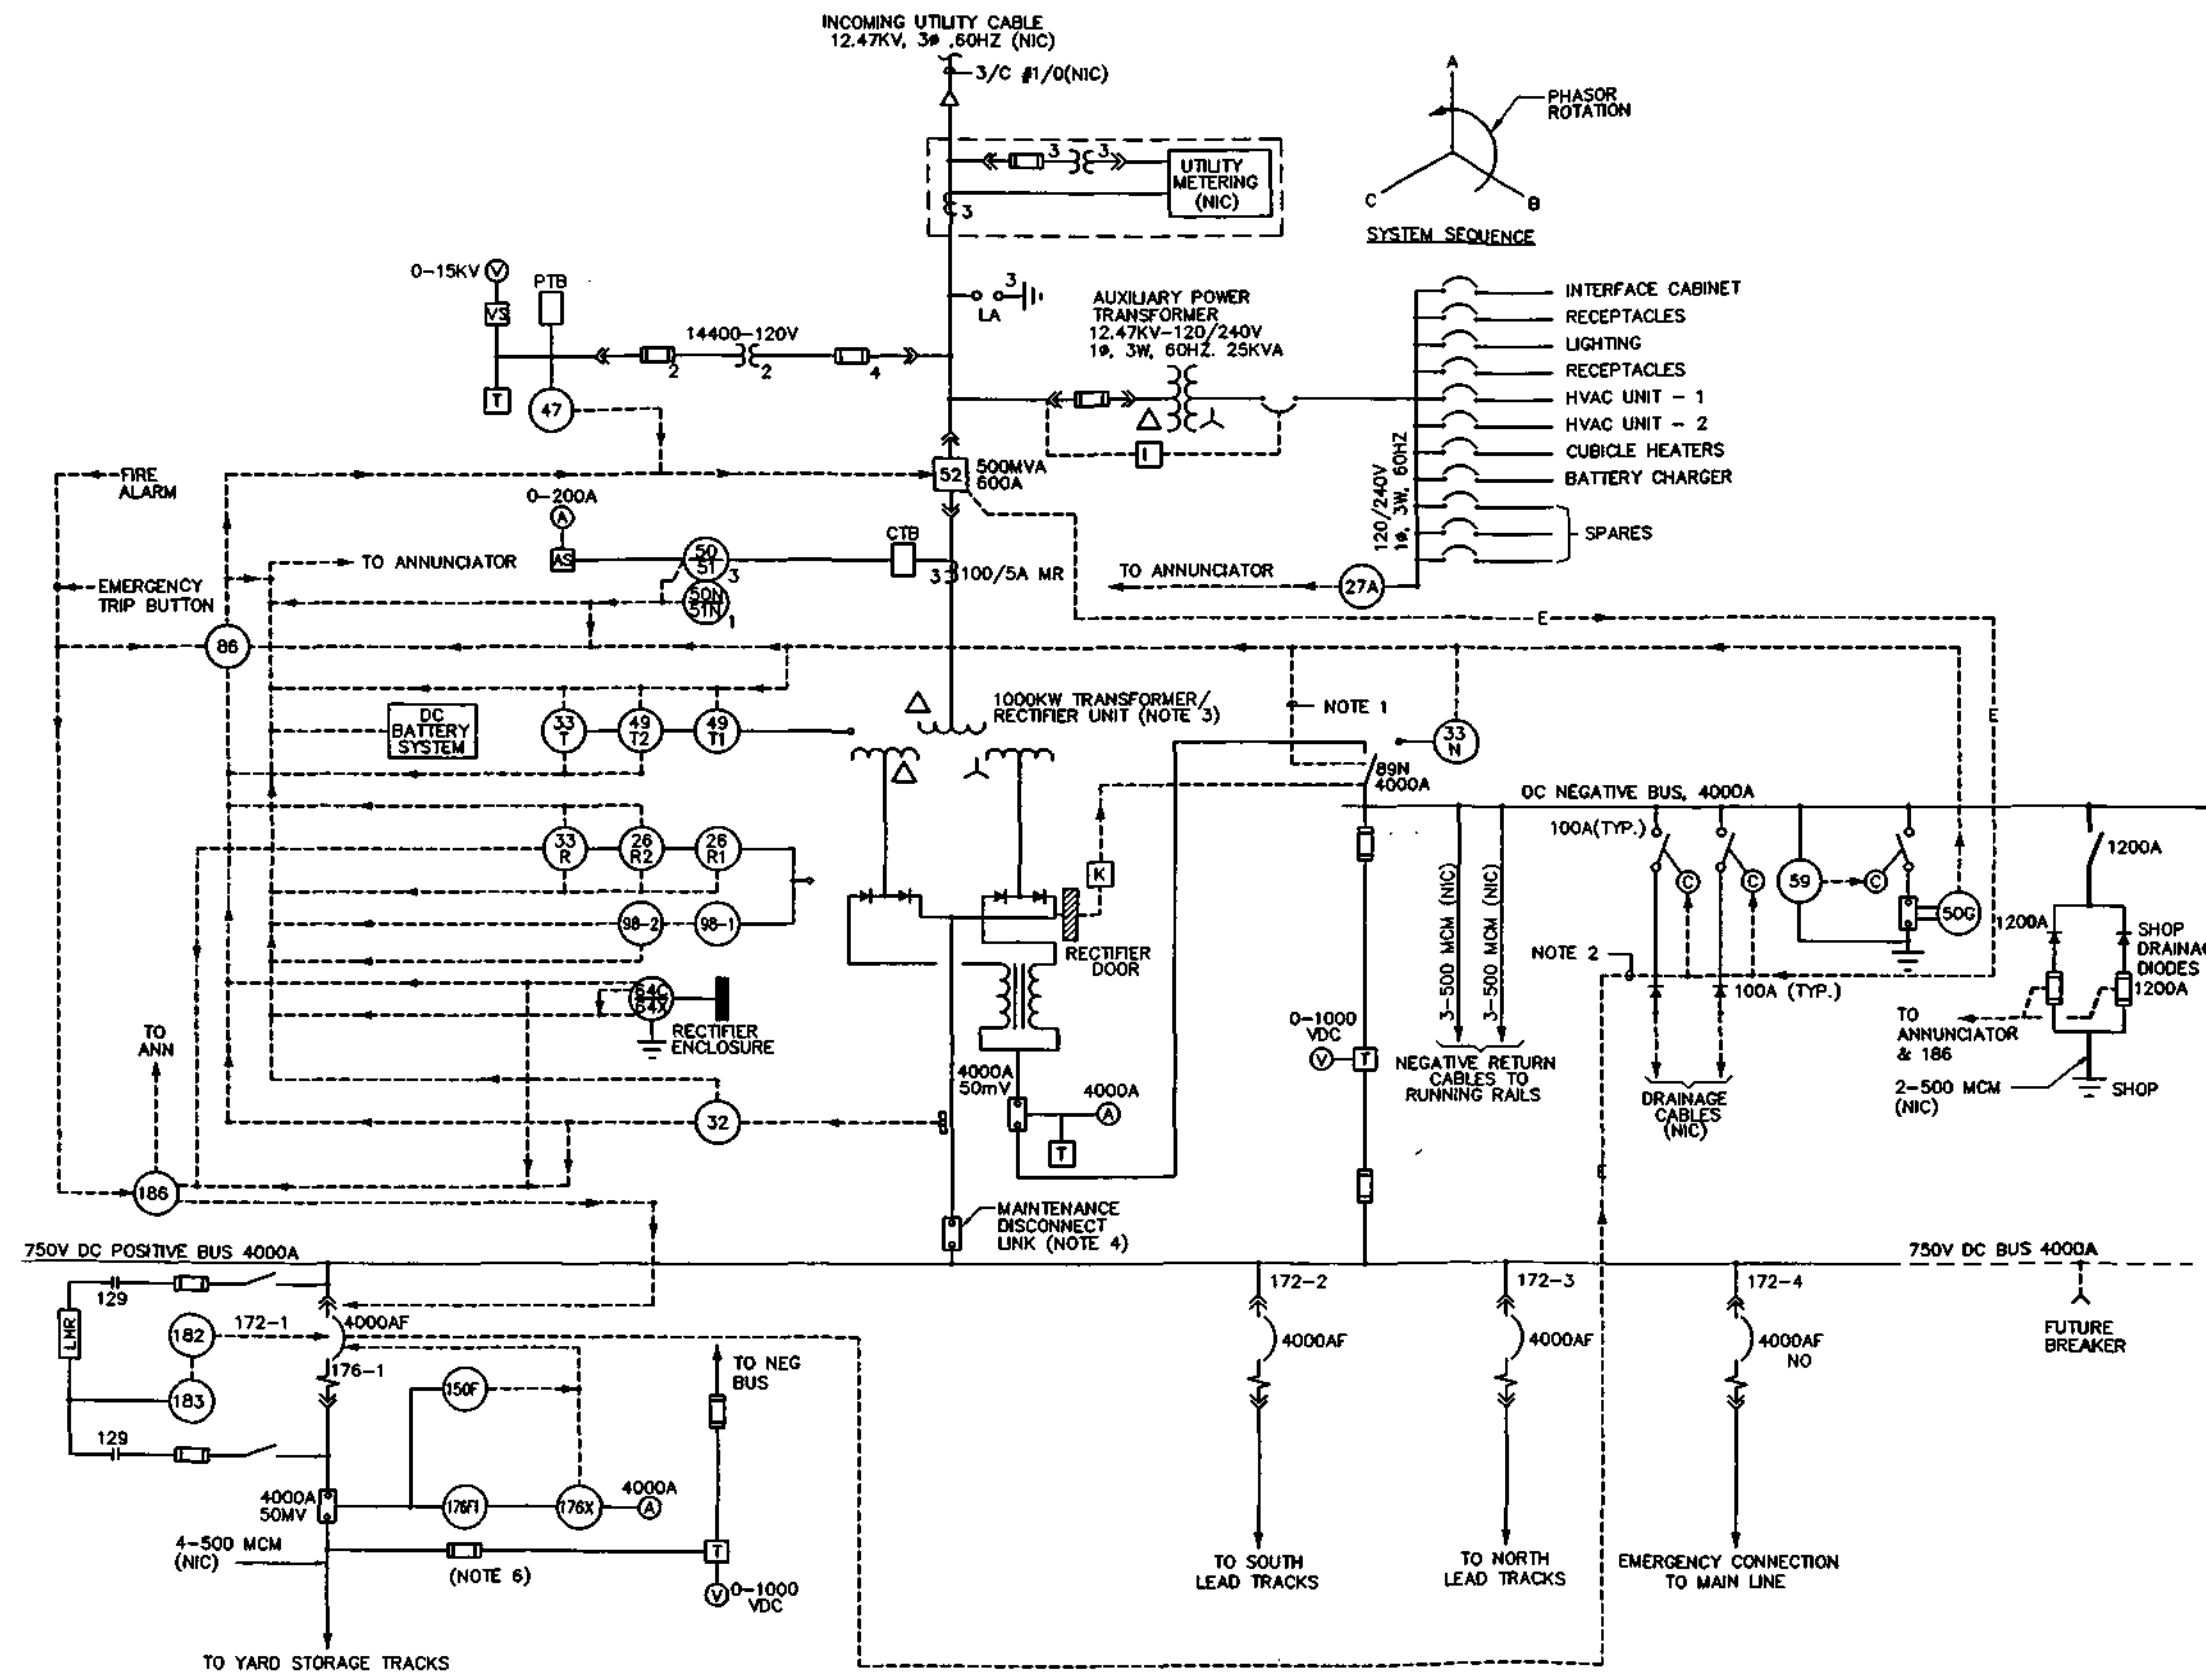 INCOMING UTILITY CABLE
12.47KV, 3ø ,60HZ (NIC)
3/C #1/0(NIC)
A
PHASOR
ROTATION
C
B
SYSTEM SEQUENCE
3
3
UTILITY
METERING
(NIC)
3
0-15KV
V
VS
PTB
T
47
14400-120V
2
2
4
3
LA
AUXILIARY POWER
TRANSFORMER
12.47KV-120/240V
1ø, 3W, 60HZ. 25KVA
I
INTERFACE CABINET
RECEPTACLES
LIGHTING
RECEPTACLES
HVAC UNIT - 1
HVAC UNIT - 2
CUBICLE HEATERS
BATTERY CHARGER
SPARES
120/240V
1ø, 3W, 60HZ
27A
TO ANNUNCIATOR
FIRE
ALARM
52
500MVA
600A
0-200A
A
AS
50
51
3
CTB
3
100/5A MR
TO ANNUNCIATOR
EMERGENCY
TRIP BUTTON
50N
51N
1
86
E
DC
BATTERY
SYSTEM
33
T
49
T2
49
T1
1000KW TRANSFORMER/
RECTIFIER UNIT (NOTE 3)
NOTE 1
33
N
89N
4000A
E
33
R
26
R2
26
R1
98-2
98-1
K
RECTIFIER
DOOR
64C
64X
RECTIFIER
ENCLOSURE
DC NEGATIVE BUS, 4000A
100A(TYP.)
C
C
59
C
50G
1200A
1200A
SHOP
DRAINAG
DIODES
1200A
3-500 MCM (NIC)
3-500 MCM (NIC)
NOTE 2
100A (TYP.)
TO
ANNUNCIATOR
& 186
2-500 MCM
(NIC)
SHOP
0-1000
VDC
V
T
NEGATIVE RETURN
CABLES TO
RUNNING RAILS
DRAINAGE
CABLES
(NIC)
TO
ANN
186
32
4000A
50mV
4000A
A
T
E
MAINTENANCE
DISCONNECT
LINK (NOTE 4)
750V DC POSITIVE BUS 4000A
750V DC BUS 4000A
129
LMR
182
172-1
4000AF
176-1
183
129
150F
TO NEG
BUS
4000A
50MV
176F1
176X
4000A
A
4-500 MCM
(NIC)
(NOTE 6)
T
V
0-1000
VDC
TO YARD STORAGE TRACKS
172-2
4000AF
TO SOUTH
LEAD TRACKS
172-3
4000AF
TO NORTH
LEAD TRACKS
172-4
4000AF
NO
EMERGENCY CONNECTION
TO MAIN LINE
FUTURE
BREAKER